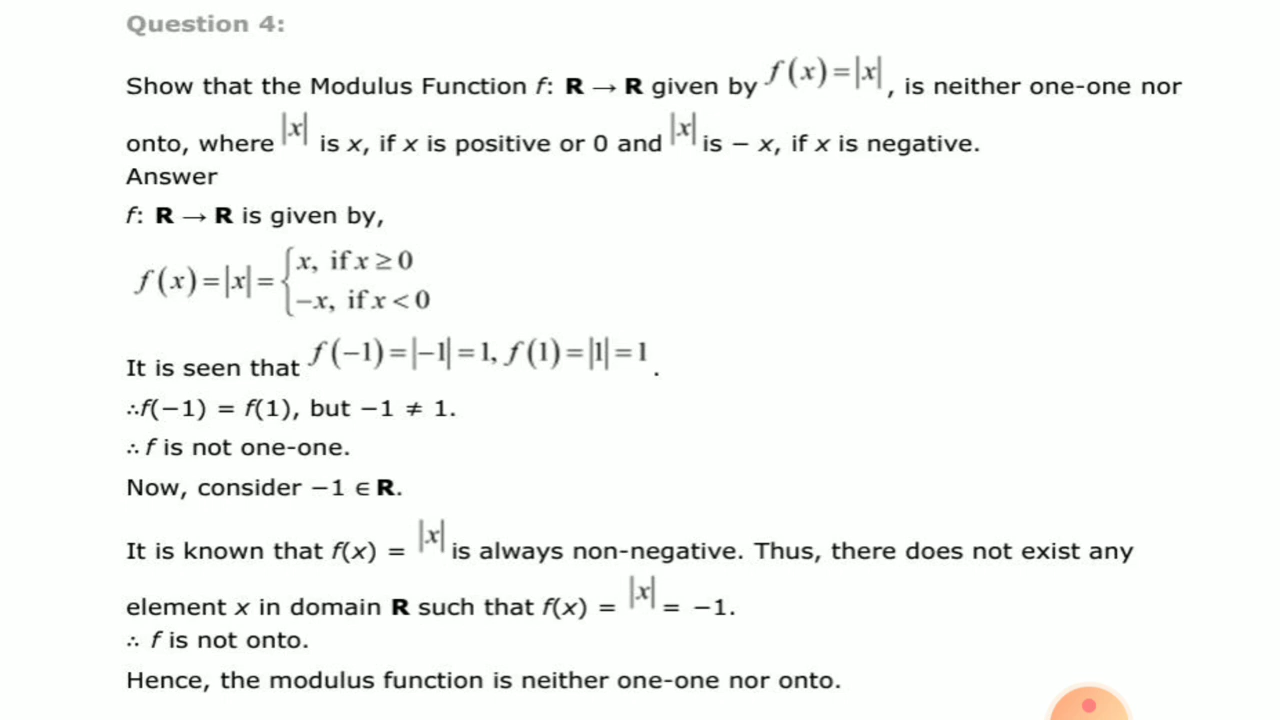 Question 4:
Show that the Modulus Function f: R → R given by f(x)=|x|, is neither one-one nor
onto, where |x| is x, if x is positive or 0 and |x| is − x, if x is negative.
Answer
f: R → R is given by,
f(x)=|x|={x, if x ≥ 0
−x, if x < 0
It is seen that f(−1)=|−1|=1, f(1)=|1|=1.
∴f(−1) = f(1), but −1 ≠ 1.
∴ f is not one-one.
Now, consider −1 ∈ R.
It is known that f(x) = |x| is always non-negative. Thus, there does not exist any
element x in domain R such that f(x) = |x| = −1.
∴ f is not onto.
Hence, the modulus function is neither one-one nor onto.